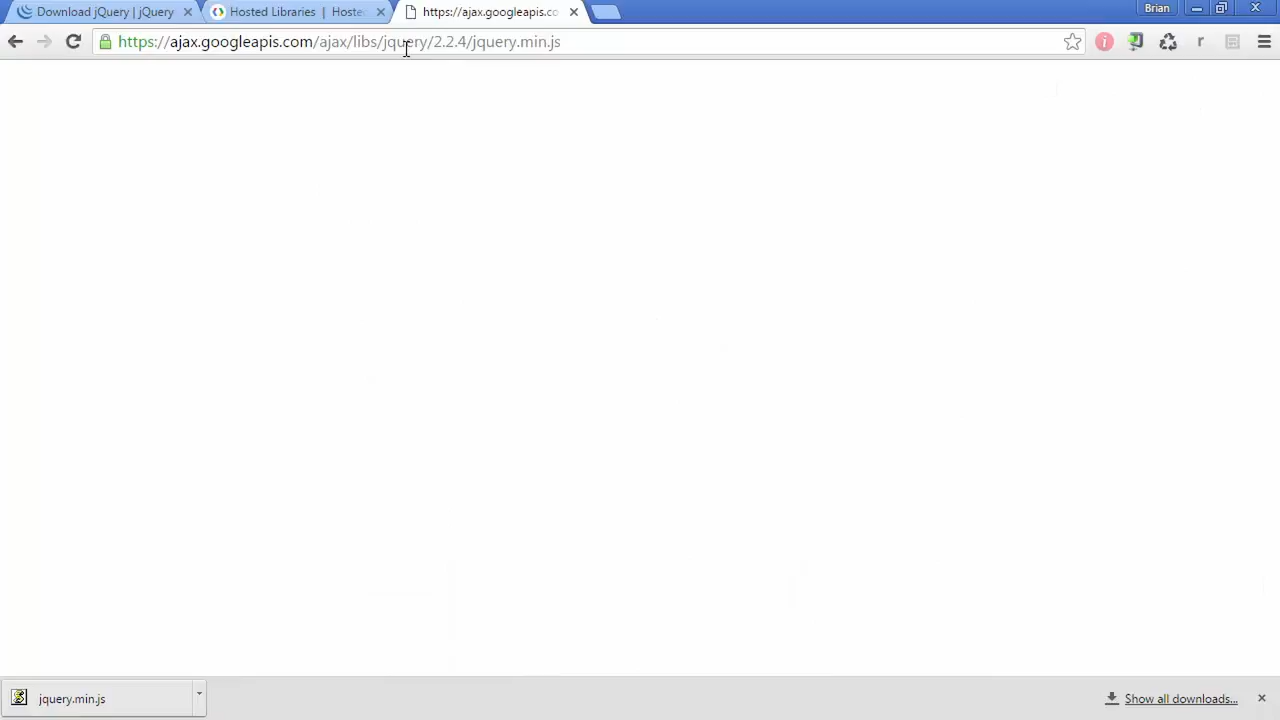 Download jQuery | jQuery
Hosted Libraries | Hoste
https://ajax.googleapis.co
Brian
https://ajax.googleapis.com/ajax/libs/jquery/2.2.4/jquery.min.js
r
jquery.min.js
Show all downloads...